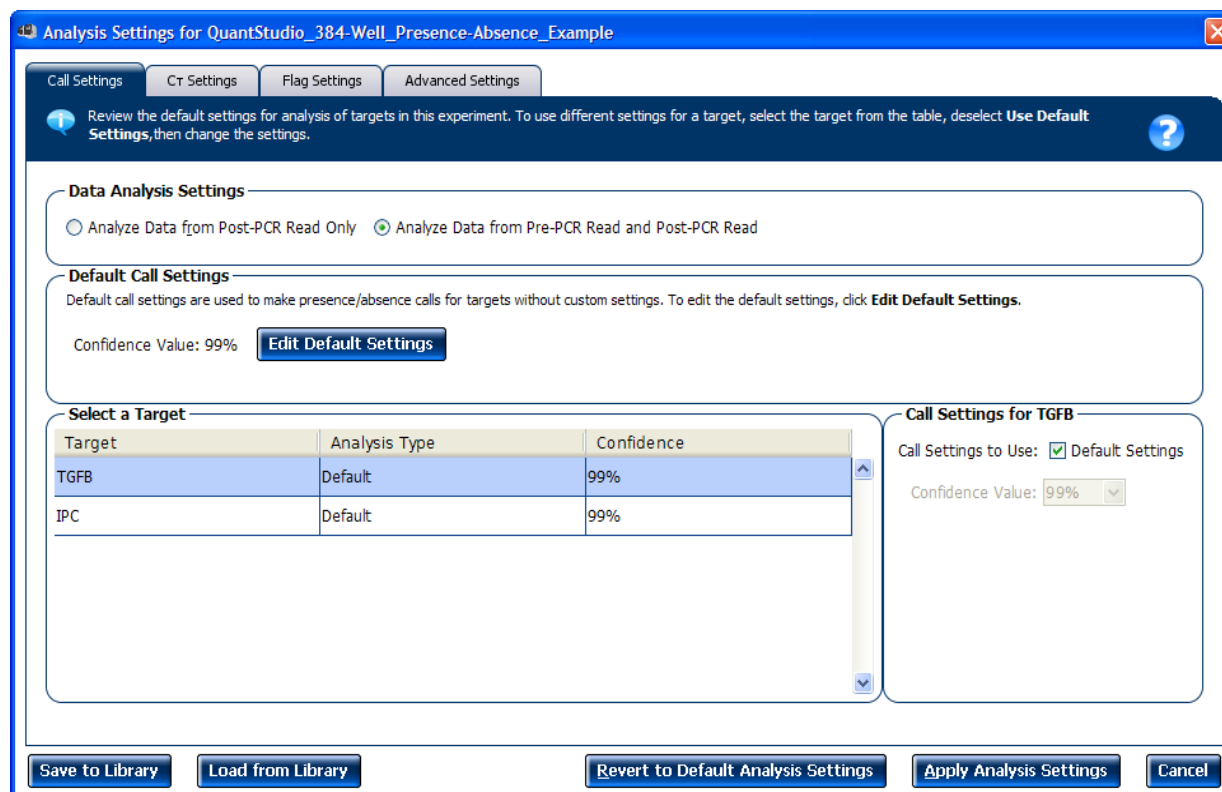 Analysis Settings for QuantStudio_384-Well_Presence-Absence_Example
Call Settings
CT Settings
Flag Settings
Advanced Settings
Review the default settings for analysis of targets in this experiment. To use different settings for a target, select the target from the table, deselect Use Default
Settings,then change the settings.
Data Analysis Settings
Analyze Data from Post-PCR Read Only
Analyze Data from Pre-PCR Read and Post-PCR Read
Default Call Settings
Default call settings are used to make presence/absence calls for targets without custom settings. To edit the default settings, click Edit Default Settings.
Confidence Value: 99%
Edit Default Settings
Select a Target
Target Analysis Type Confidence
TGFB Default 99%
IPC Default 99%
Call Settings for TGFB
Call Settings to Use: Default Settings
Confidence Value: 99%
Save to Library
Load from Library
Revert to Default Analysis Settings
Apply Analysis Settings
Cancel